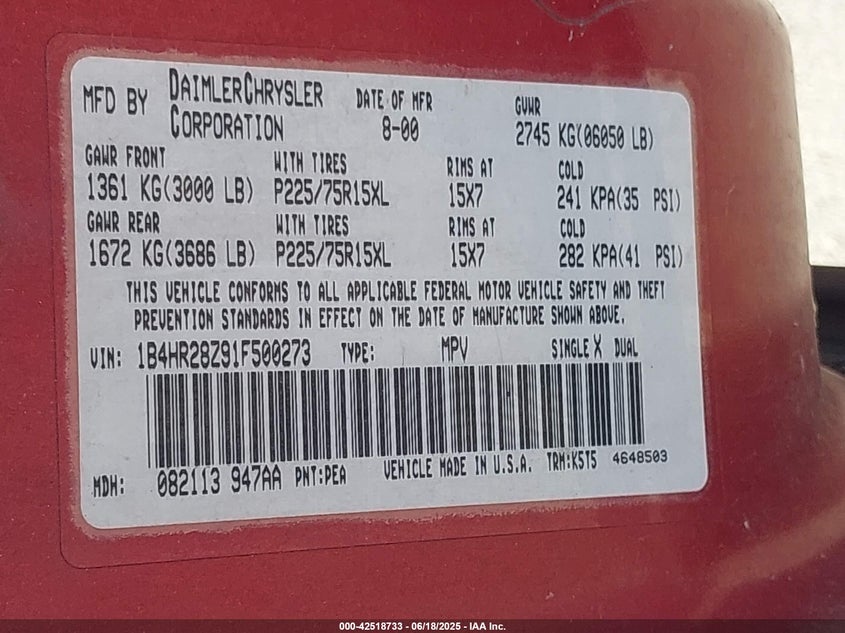 MFD BY DAIMLERCHRYSLER CORPORATION DATE OF MFR 8-00 GVWR 2745 KG(06050 LB)
GAWR FRONT WITH TIRES RIMS AT COLD
1361 KG(3000 LB) P225/75R15XL 15X7 241 KPA(35 PSI)
GAWR REAR WITH TIRES RIMS AT COLD
1672 KG(3686 LB) P225/75R15XL 15X7 282 KPA(41 PSI)
THIS VEHICLE CONFORMS TO ALL APPLICABLE FEDERAL MOTOR VEHICLE SAFETY AND THEFT
PREVENTION STANDARDS IN EFFECT ON THE DATE OF MANUFACTURE SHOWN ABOVE.
VIN: 1B4HR28Z91F500273 TYPE: MPV SINGLE X DUAL
MDH: 082113 947AA PNT:PEA VEHICLE MADE IN U.S.A. TRM:K5T5 4648503
000-42518733 - 06/18/2025 - IAA Inc.